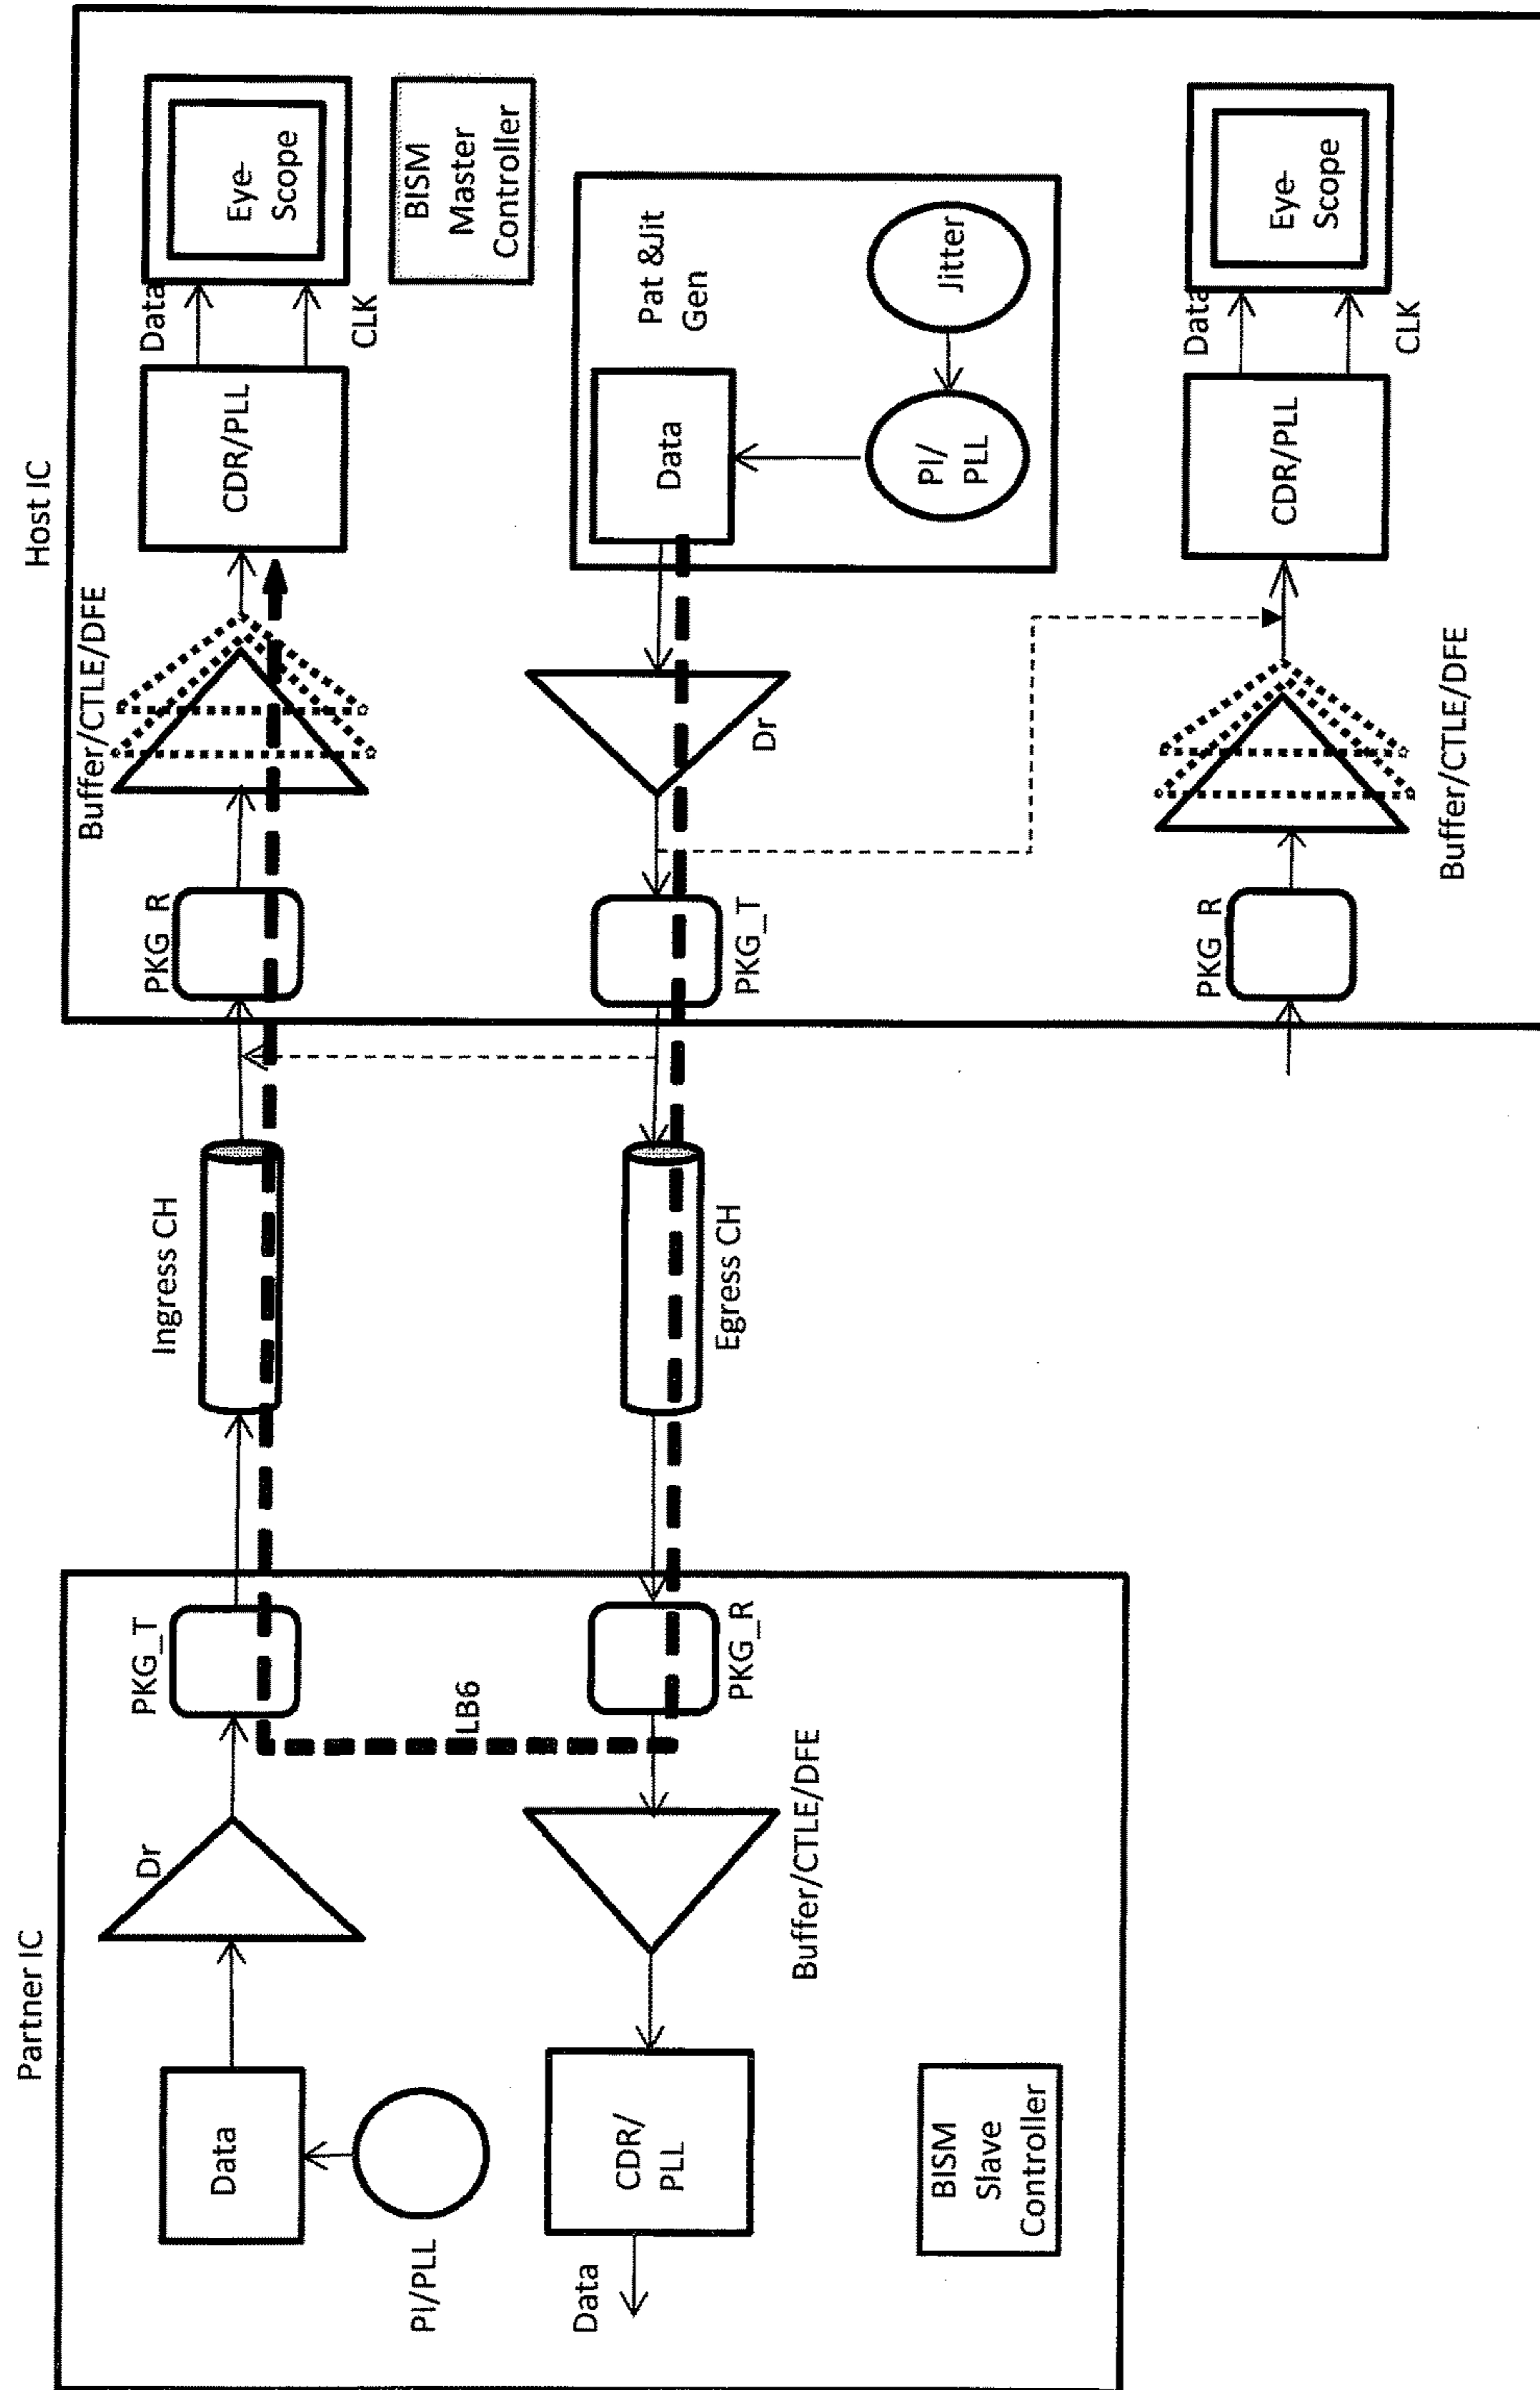 Partner IC
Host IC
Dr
PKG_T
Ingress CH
PKG_R
Buffer/CTLE/DFE
CDR/PLL
Data
CLK
Eye-
Scope
Data
PI/PLL
LB6
BISM
Master
Controller
CDR/
PLL
Data
Buffer/CTLE/DFE
PKG_R
Egress CH
PKG_T
Dr
Data
Pat &Jit
Gen
PI/
PLL
Jitter
BISM
Slave
Controller
PKG_R
Buffer/CTLE/DFE
CDR/PLL
Data
CLK
Eye-
Scope